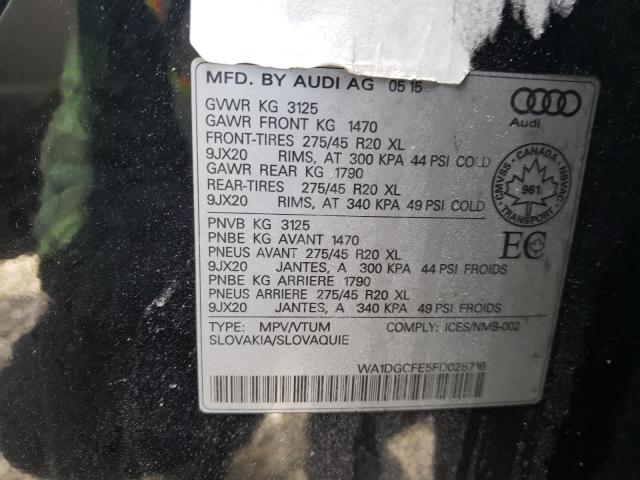 MFD. BY AUDI AG 05 15
Audi
GVWR KG 3125
GAWR FRONT KG 1470
FRONT-TIRES 275/45 R20 XL
9JX20 RIMS, AT 300 KPA 44 PSI COLD
GAWR REAR KG 1790
REAR-TIRES 275/45 R20 XL
9JX20 RIMS, AT 340 KPA 49 PSI COLD
CMVSS · CANADA · NSVAC
961
TRANSPORT
PNVB KG 3125
PNBE KG AVANT 1470
PNEUS AVANT 275/45 R20 XL
9JX20 JANTES, A 300 KPA 44 PSI FROIDS
PNBE KG ARRIERE 1790
PNEUS ARRIERE 275/45 R20 XL
9JX20 JANTES, A 340 KPA 49 PSI FROIDS
EC
TYPE: MPV/VTUM COMPLY: ICES/NMB-002
SLOVAKIA/SLOVAQUIE
WA1DGCFE5FD025716